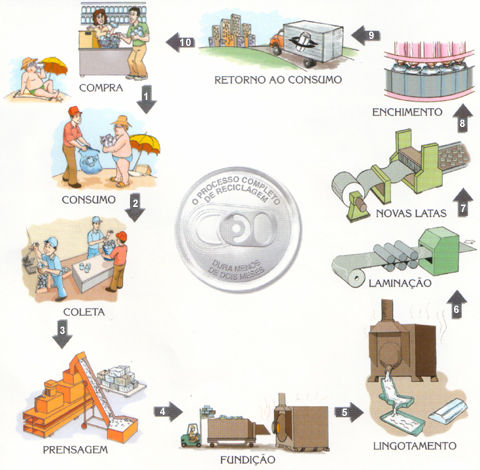 COMPRA
1
CONSUMO
2
COLETA
3
PRENSAGEM
4
FUNDIÇÃO
5
LINGOTAMENTO
6
LAMINAÇÃO
7
NOVAS LATAS
8
ENCHIMENTO
9
RETORNO AO CONSUMO
10
O PROCESSO COMPLETO
DE RECICLAGEM
DURA MENOS
DE DOIS MESES